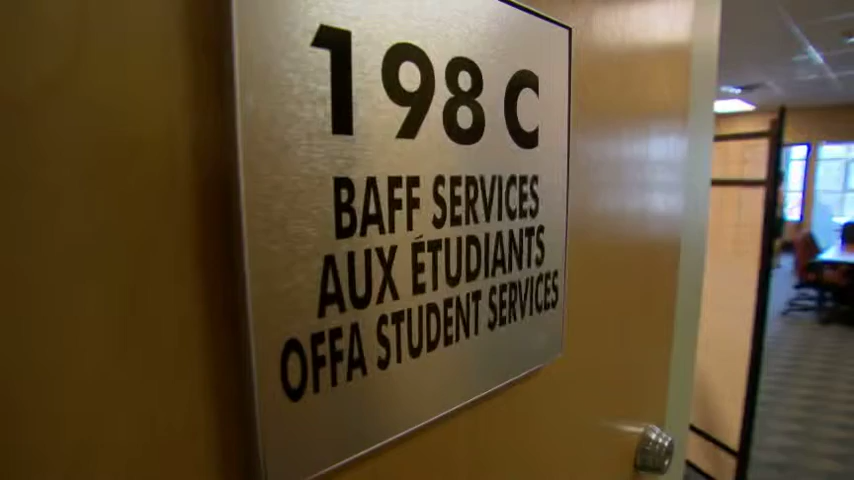 198 C
BAFF SERVICES
AUX ÉTUDIANTS
OFFA STUDENT SERVICES